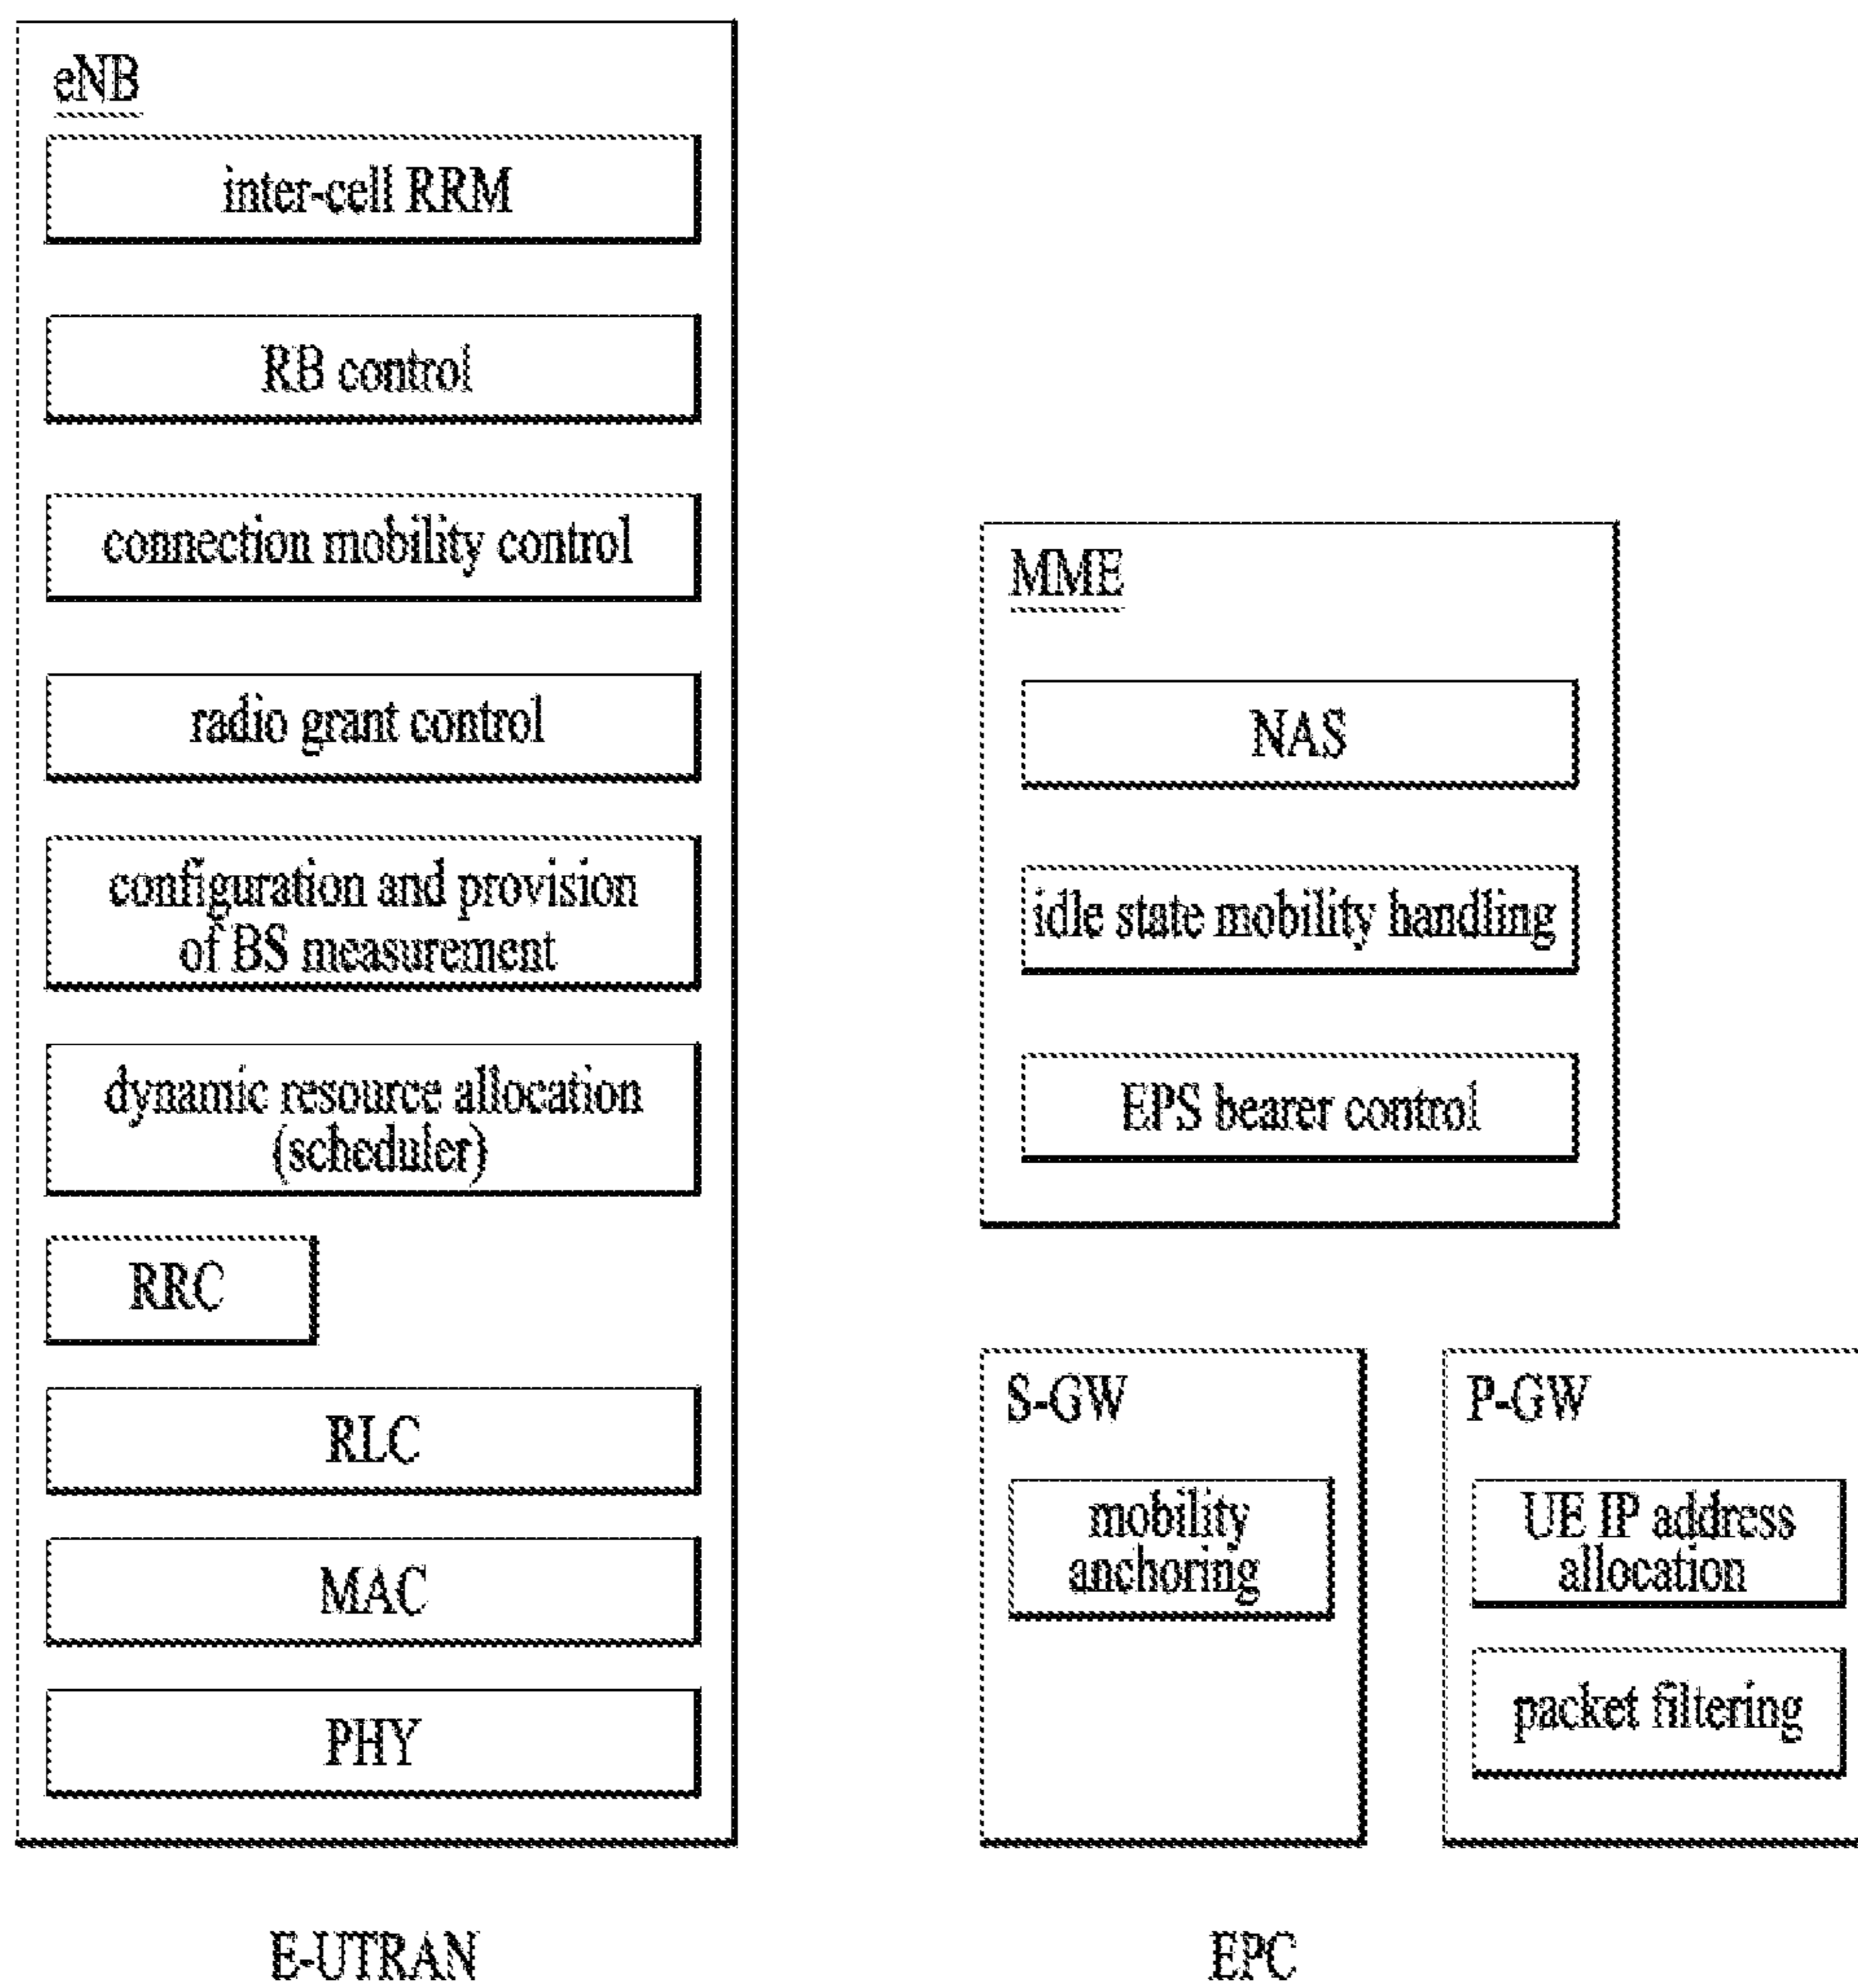 eNB
inter-cell RRM
RB control
connection mobility control
radio grant control
configuration and provision
of BS measurement
dynamic resource allocation
(scheduler)
RRC
RLC
MAC
PHY
E-UTRAN
MME
NAS
idle state mobility handling
EPS bearer control
S-GW
mobility
anchoring
P-GW
UE IP address
allocation
packet filtering
EPC